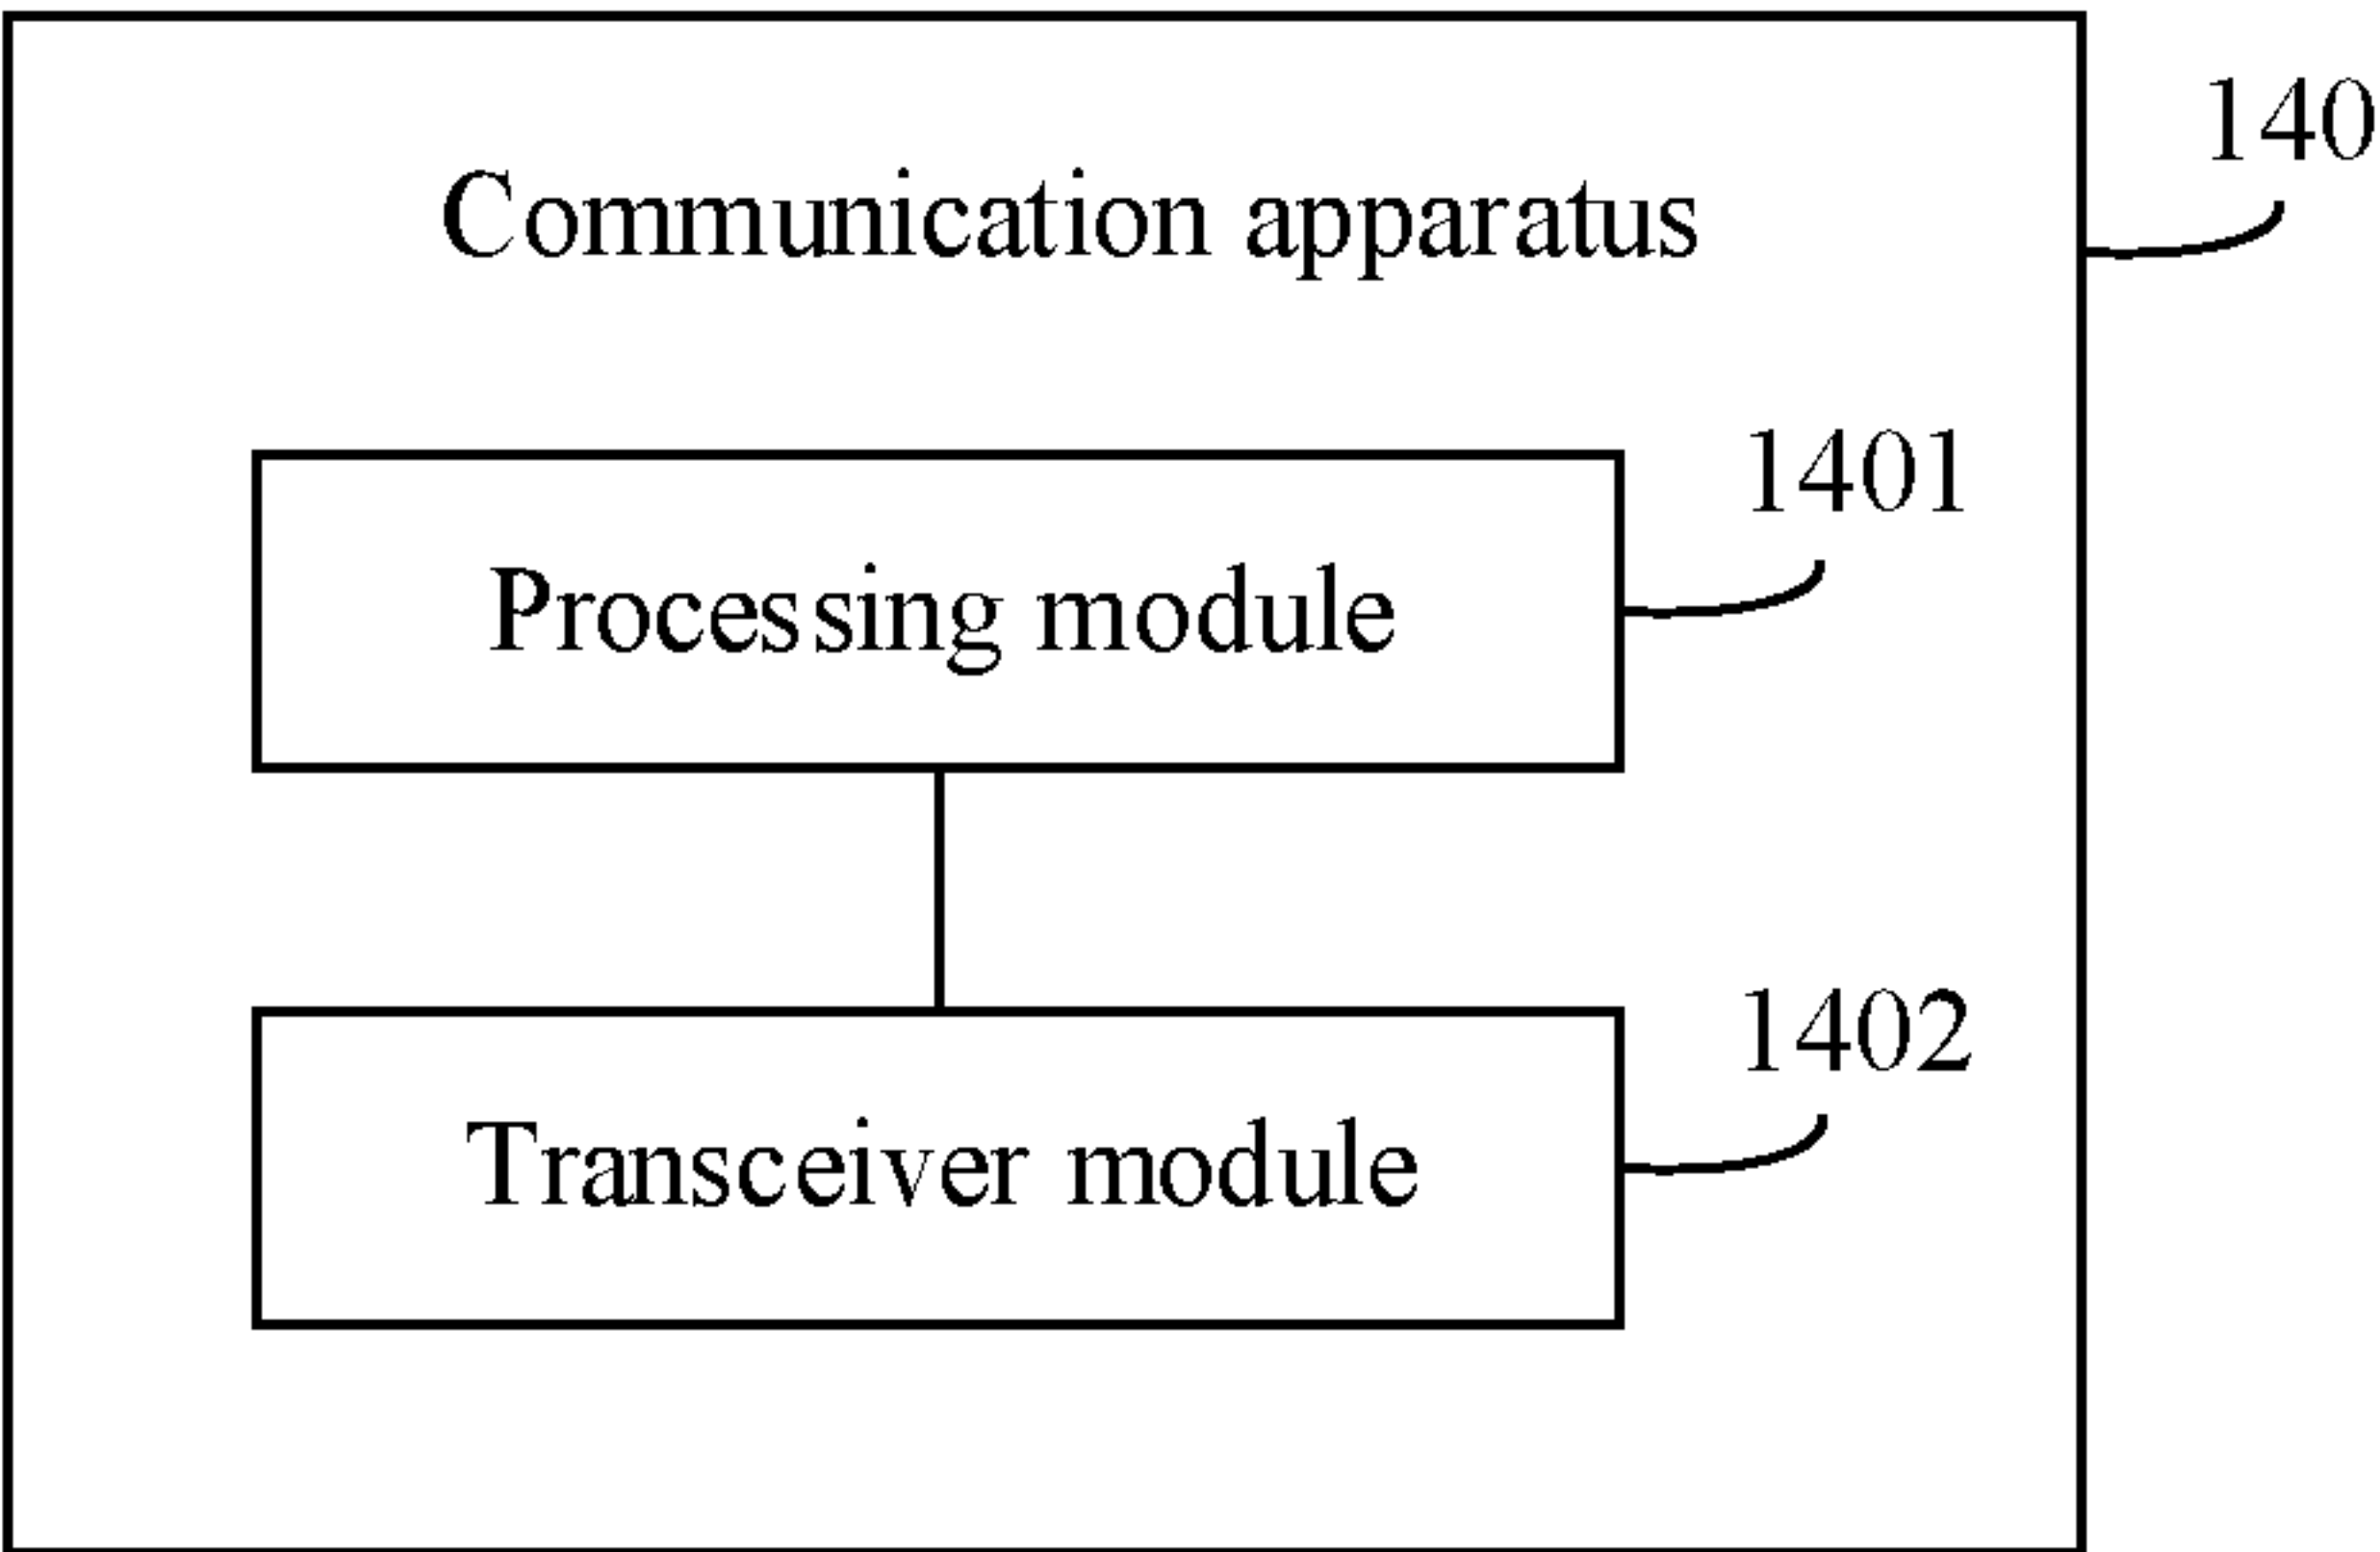 140
Communication apparatus
1401
Processing module
1402
Transceiver module